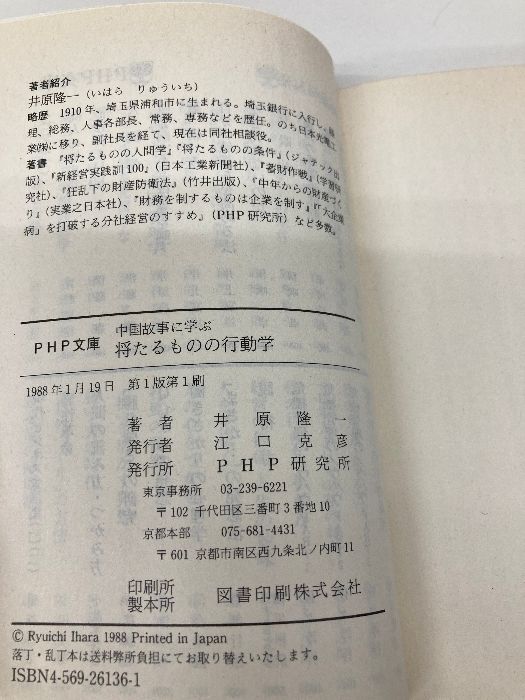 著者紹介
井原隆一（いはら　りゅういち）
略歴　1910年、埼玉県浦和市に生まれる。埼玉銀行に入行し、
理、総務、人事各部長、常務、専務などを歴任。のち日本光電工
業㈱に移り、副社長を経て、現在は同社相談役。
著書　『将たるものの人間学』『将たるものの条件』（ジャテック出
版）、『新経営実践訓100』（日本工業新聞社）、『蓄財作戦』（学習研
究社）、『狂乱下の財産防衛法』（竹井出版）、『中年からの財産づく
り』（実業之日本社）、『財務を制するものは企業を制す』『"大企業
病"を打破する分社経営のすすめ』（PHP研究所）など多数。
中国故事に学ぶ
PHP文庫　将たるものの行動学
1988年1月19日　第1版第1刷
著者　井原隆一
発行者　江口克彦
発行所　PHP研究所
東京事務所　03-239-6221
〒102 千代田区三番町3番地10
京都本部　075-681-4431
〒601 京都市南区西九条北ノ内町11
印刷所
製本所　図書印刷株式会社
© Ryuichi Ihara 1988 Printed in Japan
落丁・乱丁本は送料弊所負担にてお取り替えいたします。
ISBN4-569-26136-1